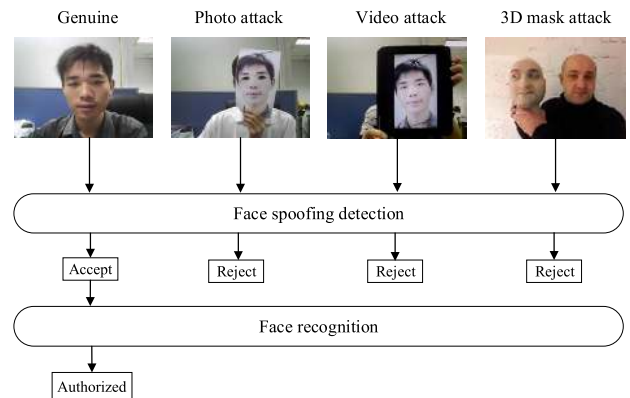 Genuine
Photo attack
Video attack
3D mask attack
Face spoofing detection
Accept
Reject
Reject
Reject
Face recognition
Authorized